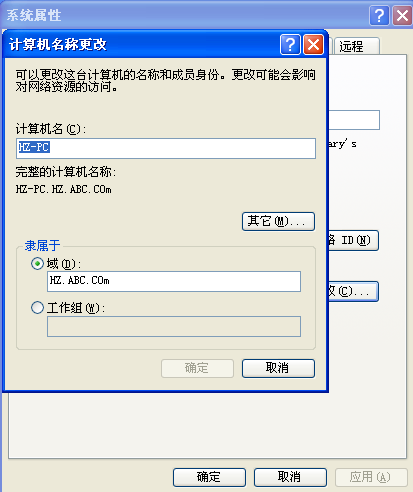 系统属性
计算机名称更改
远程
可以更改这台计算机的名称和成员身份。更改可能会影响
对网络资源的访问。
计算机名(C):
HZ-PC
ary's
完整的计算机名称:
HZ-PC.HZ.ABC.COm
其它(M)...
络 ID(N)
隶属于
域(D):
HZ.ABC.COm
改(C)...
工作组(W):
确定
取消
确定
取消
应用(A)